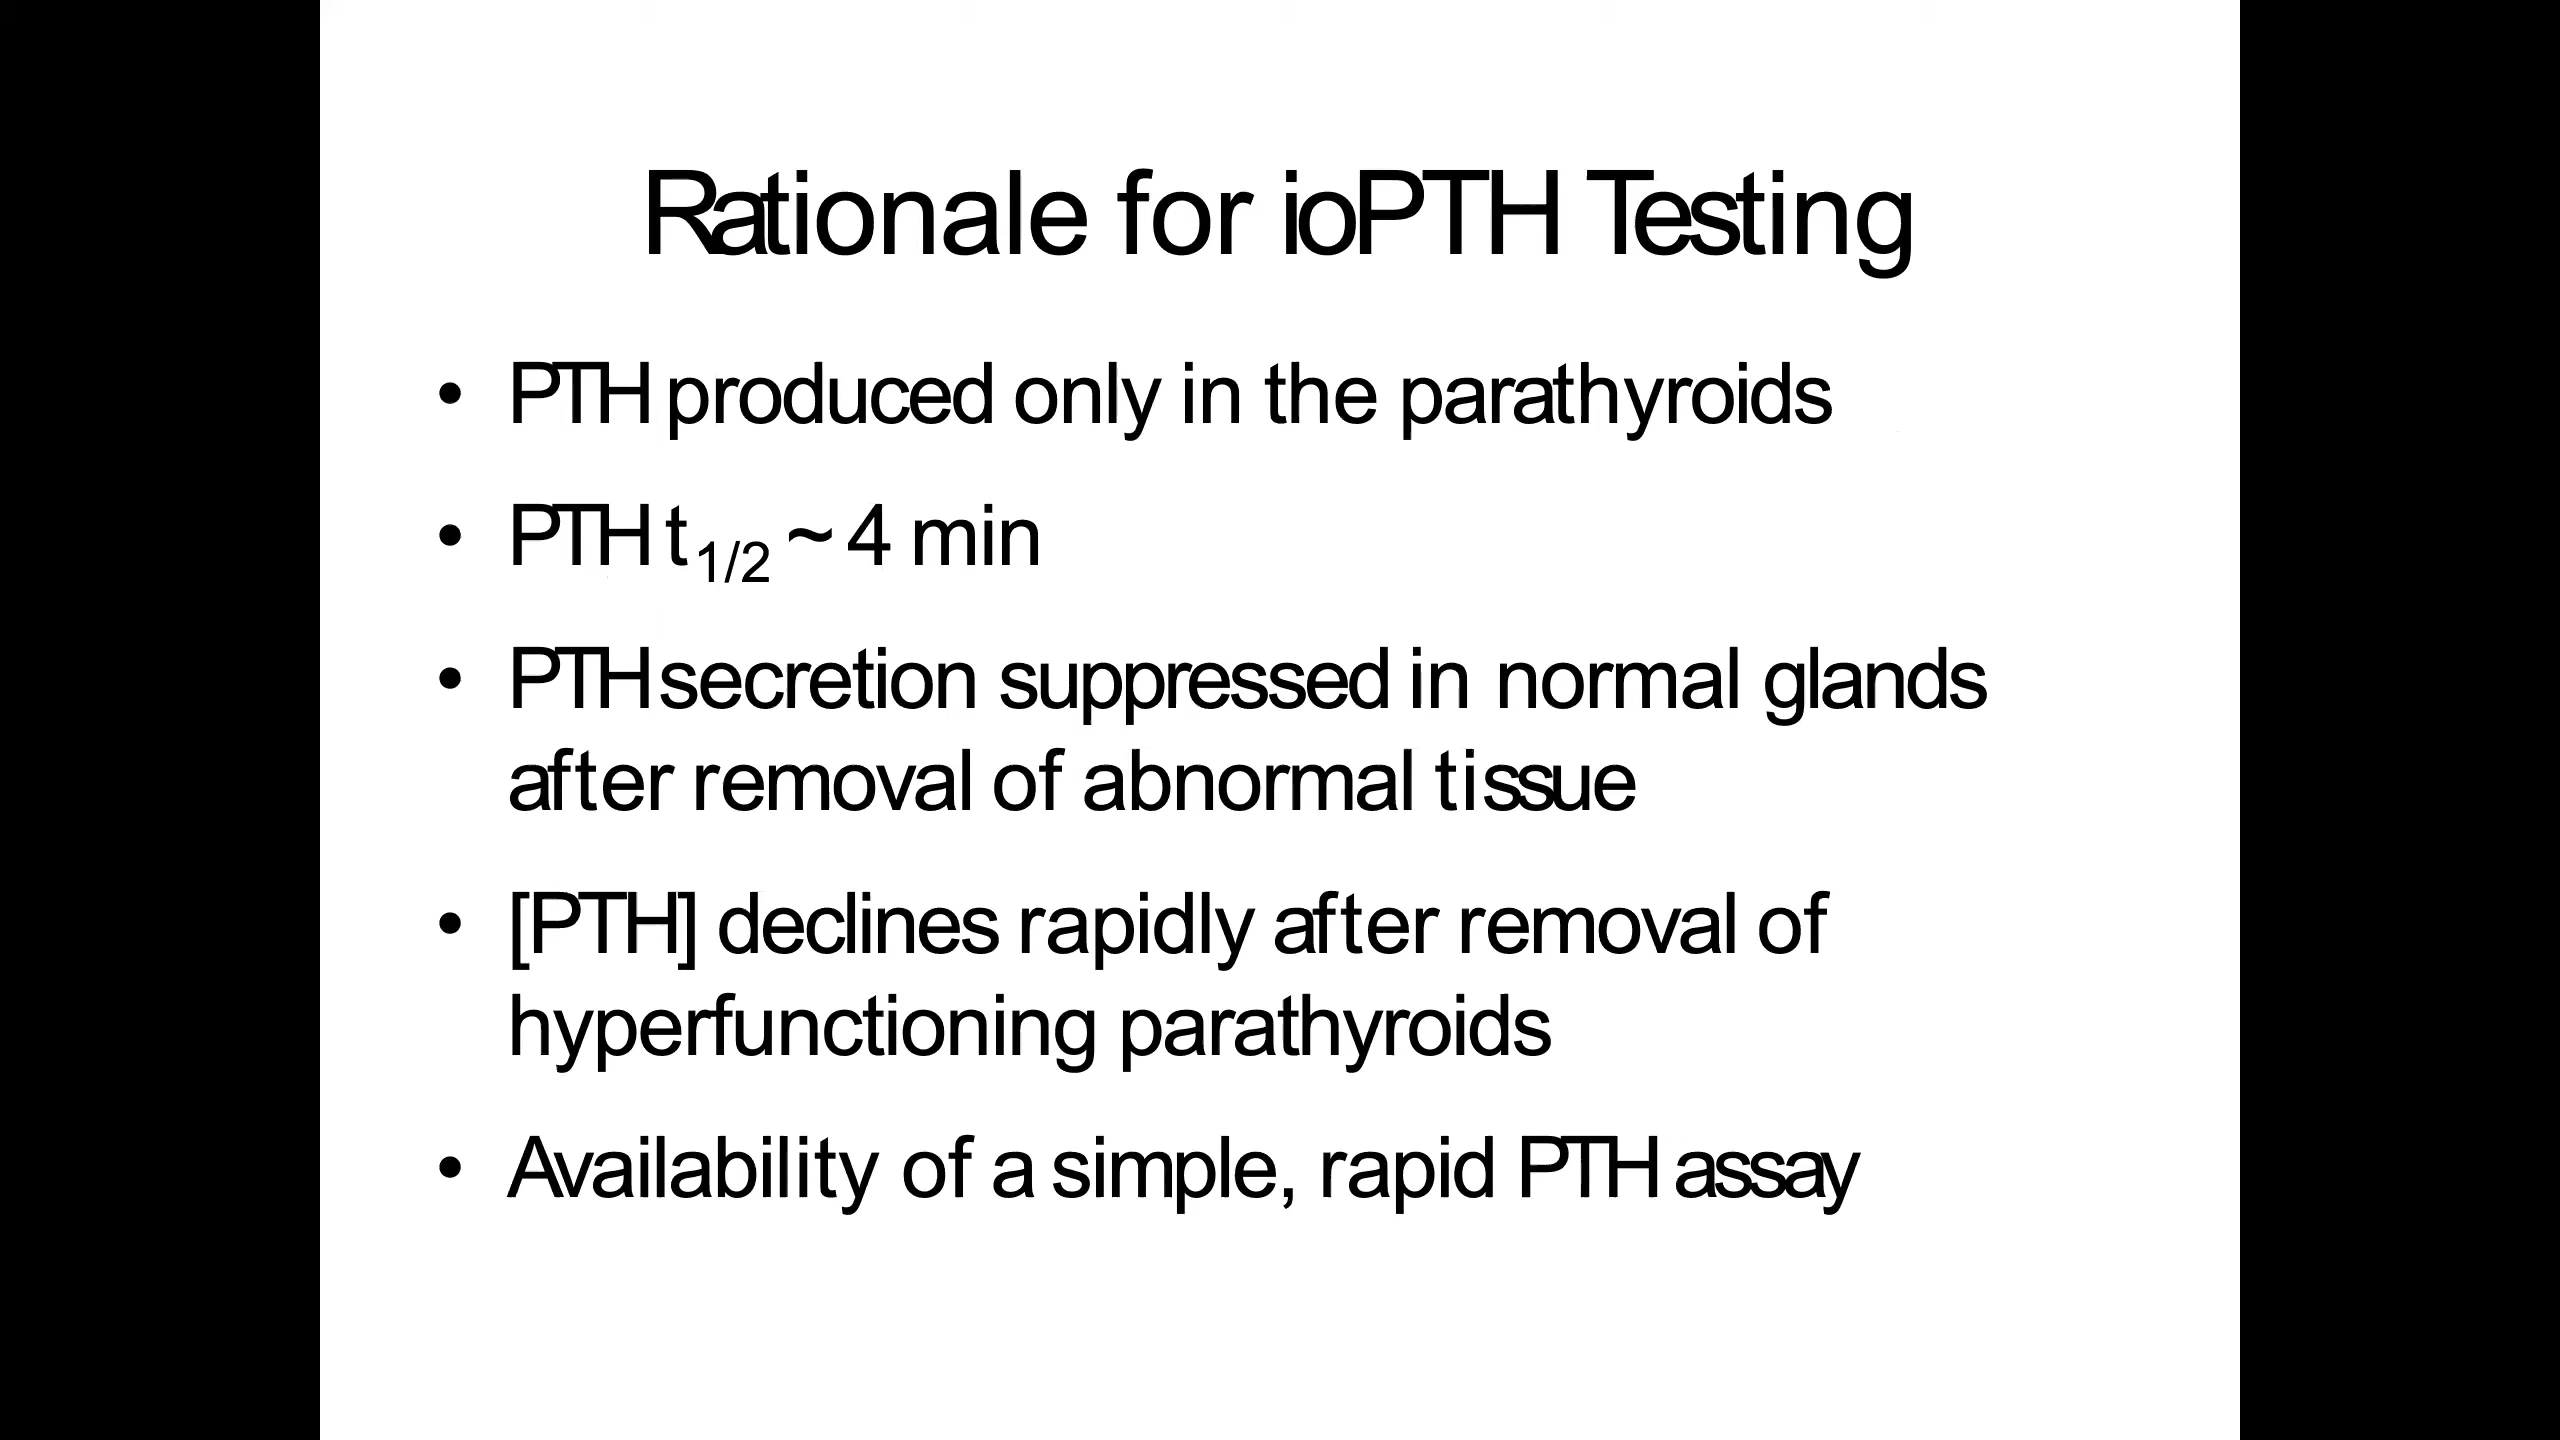 Rationale for ioPTH Testing
• PTH produced only in the parathyroids
• PTH t1/2 ~ 4 min
• PTH secretion suppressed in normal glands
after removal of abnormal tissue
• [PTH] declines rapidly after removal of
hyperfunctioning parathyroids
• Availability of a simple, rapid PTH assay